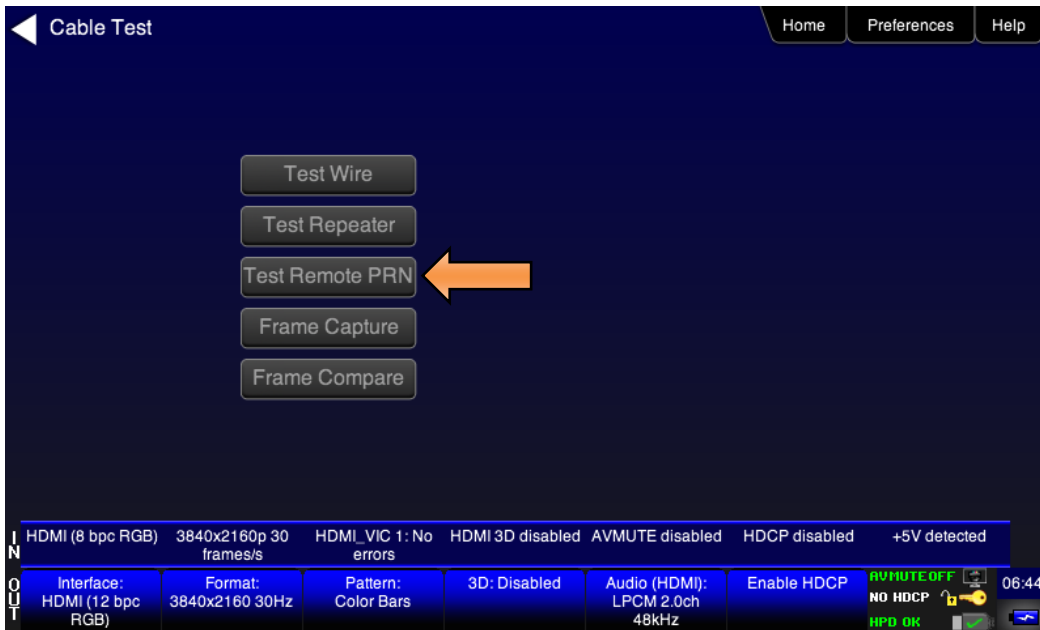 Cable Test
Home
Preferences
Help
Test Wire
Test Repeater
Test Remote PRN
Frame Capture
Frame Compare
IN
HDMI (8 bpc RGB)
3840x2160p 30
frames/s
HDMI_VIC 1: No
errors
HDMI 3D disabled
AVMUTE disabled
HDCP disabled
+5V detected
OUT
Interface:
HDMI (12 bpc
RGB)
Format:
3840x2160 30Hz
Pattern:
Color Bars
3D: Disabled
Audio (HDMI):
LPCM 2.0ch
48kHz
Enable HDCP
AVMUTEOFF
NO HDCP
HPD OK
06:44